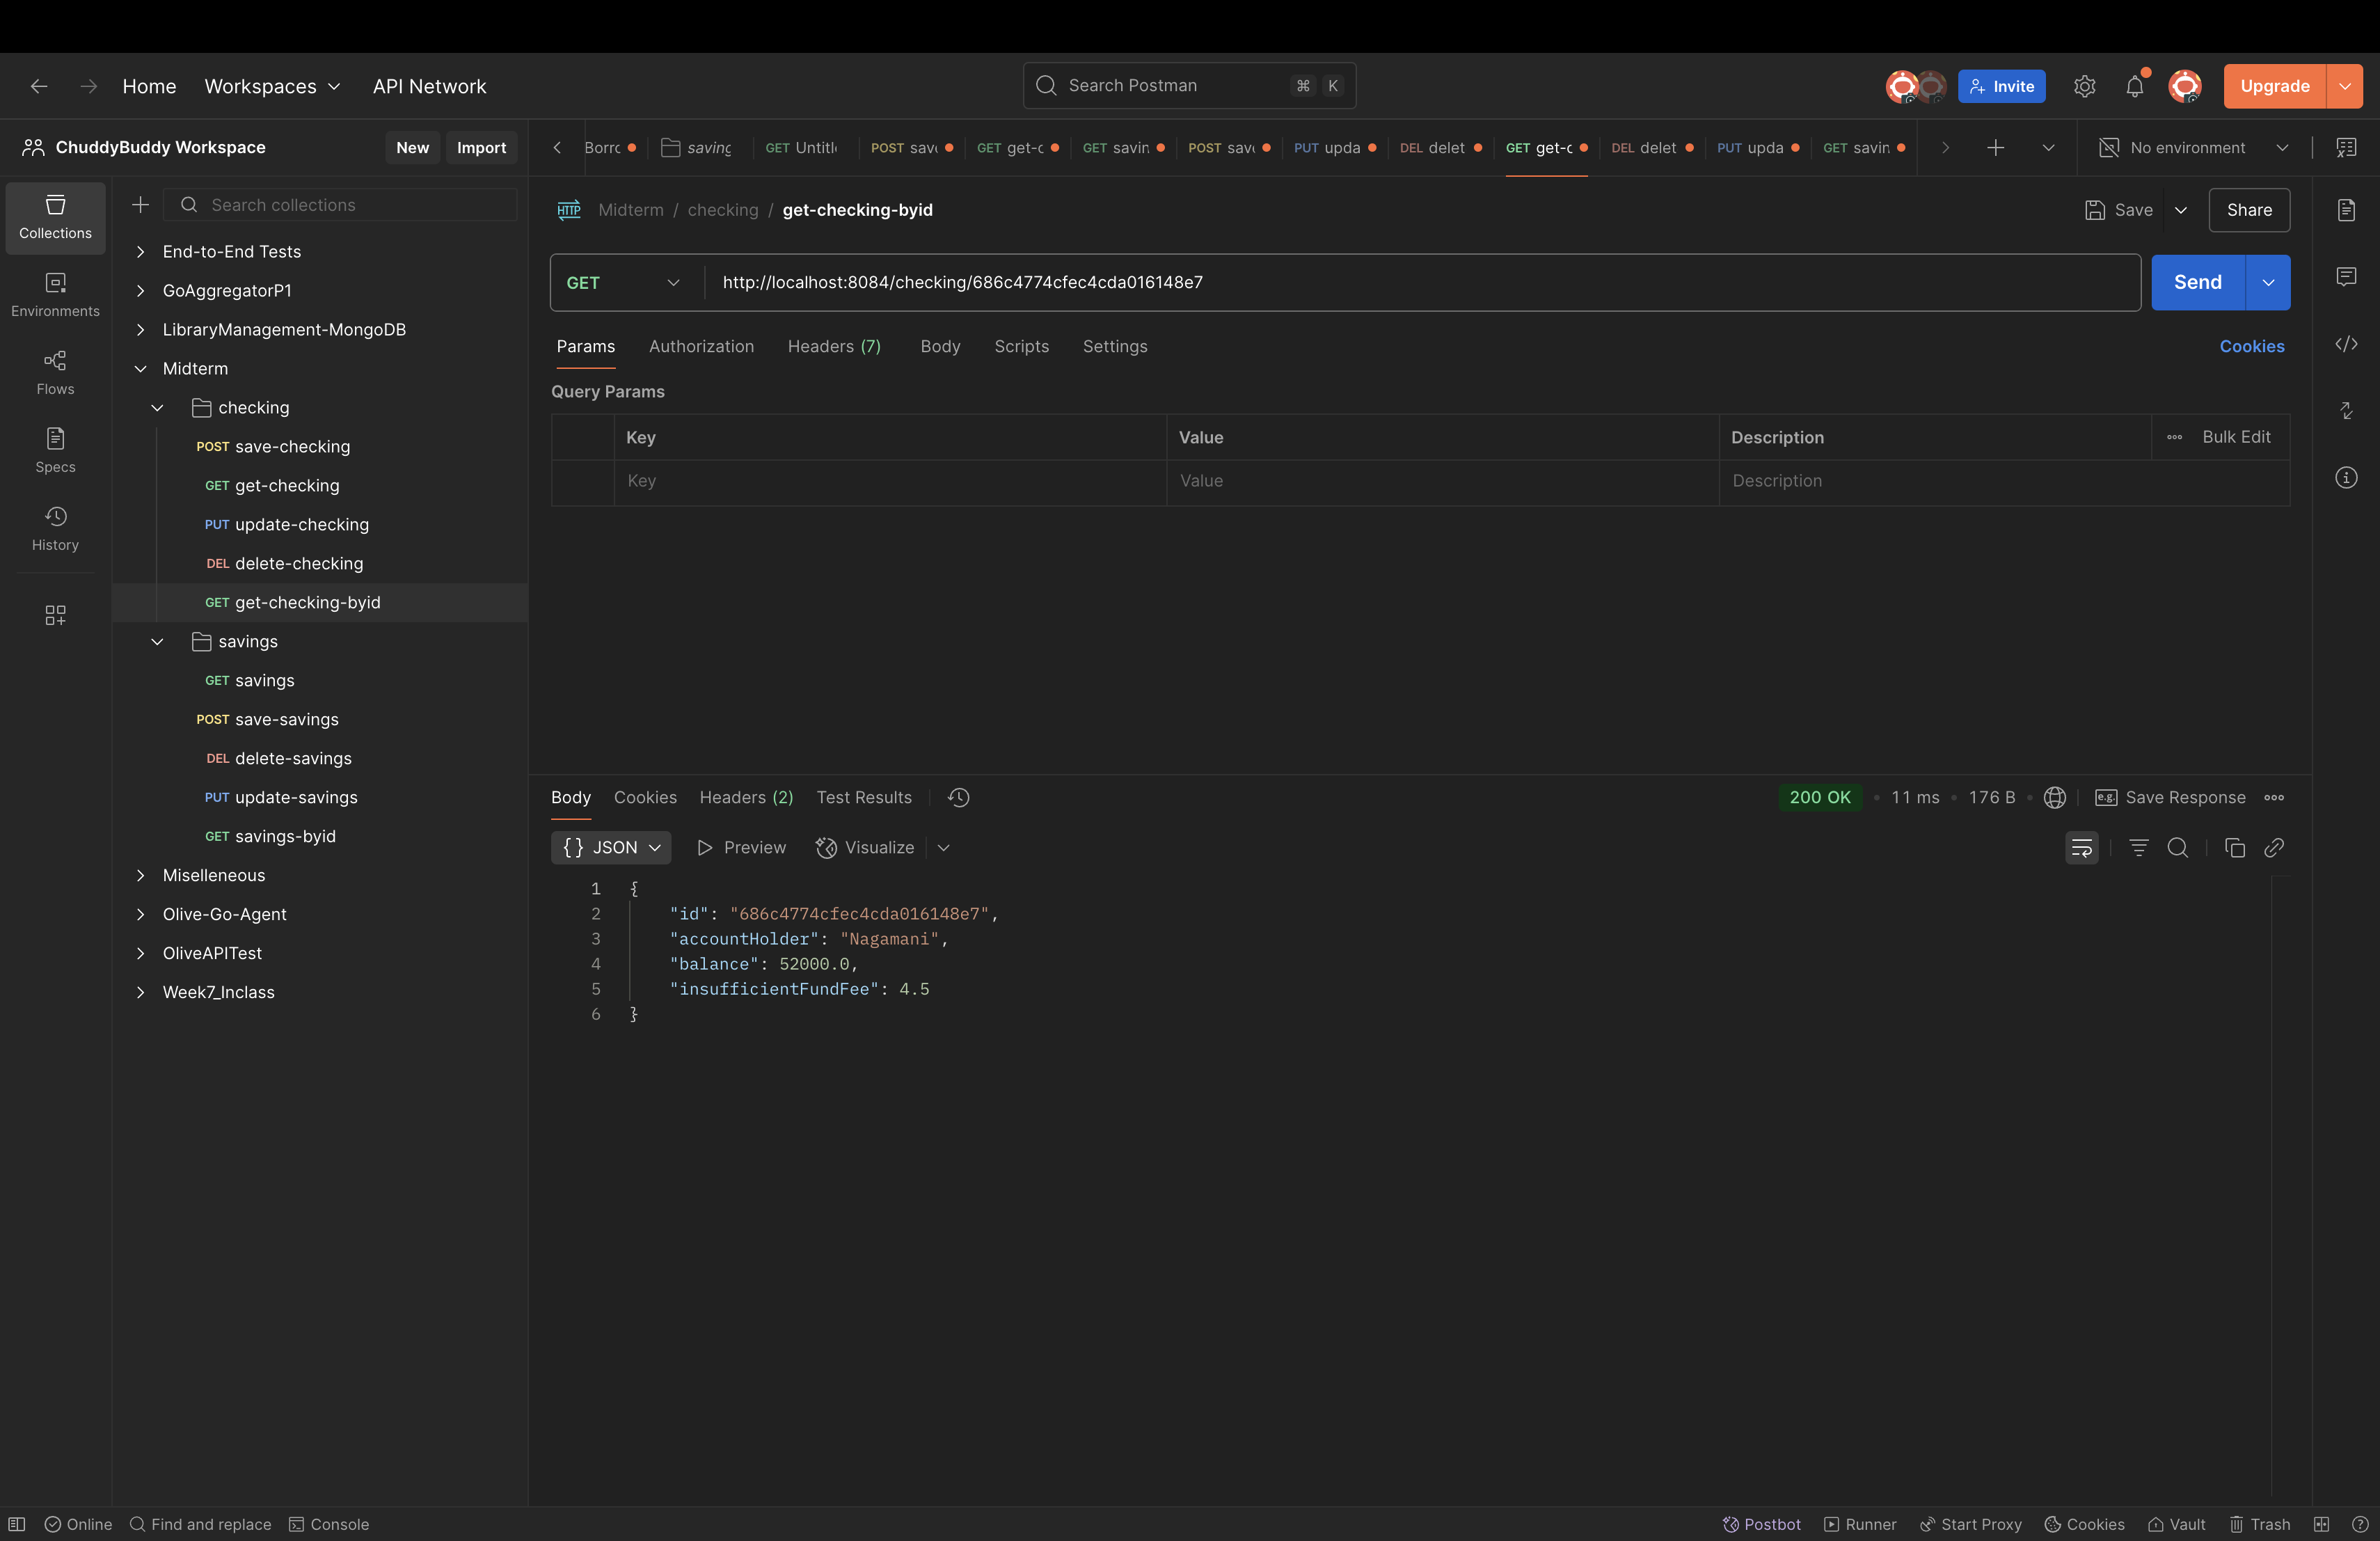 Home Workspaces API Network Search Postman ⌘ K Invite Upgrade
ChuddyBuddy Workspace New Import
Borrc saving GET Untitle POST save GET get-c GET savin POST save PUT upda DEL delet GET get-c DEL delet PUT upda GET savin No environment
Collections
Environments
Flows
Specs
History
Search collections
End-to-End Tests
GoAggregatorP1
LibraryManagement-MongoDB
Midterm
checking
POST save-checking
GET get-checking
PUT update-checking
DEL delete-checking
GET get-checking-byid
savings
GET savings
POST save-savings
DEL delete-savings
PUT update-savings
GET savings-byid
Miselleneous
Olive-Go-Agent
OliveAPITest
Week7_Inclass
HTTP Midterm / checking / get-checking-byid Save Share
GET http://localhost:8084/checking/686c4774cfec4cda016148e7 Send
Params Authorization Headers (7) Body Scripts Settings Cookies
Query Params
Key Value Description Bulk Edit
Key Value Description
Body Cookies Headers (2) Test Results 200 OK 11 ms 176 B e.g. Save Response
{} JSON Preview Visualize
1 {
2 "id": "686c4774cfec4cda016148e7",
3 "accountHolder": "Nagamani",
4 "balance": 52000.0,
5 "insufficientFundFee": 4.5
6 }
Online Find and replace Console Postbot Runner Start Proxy Cookies Vault Trash